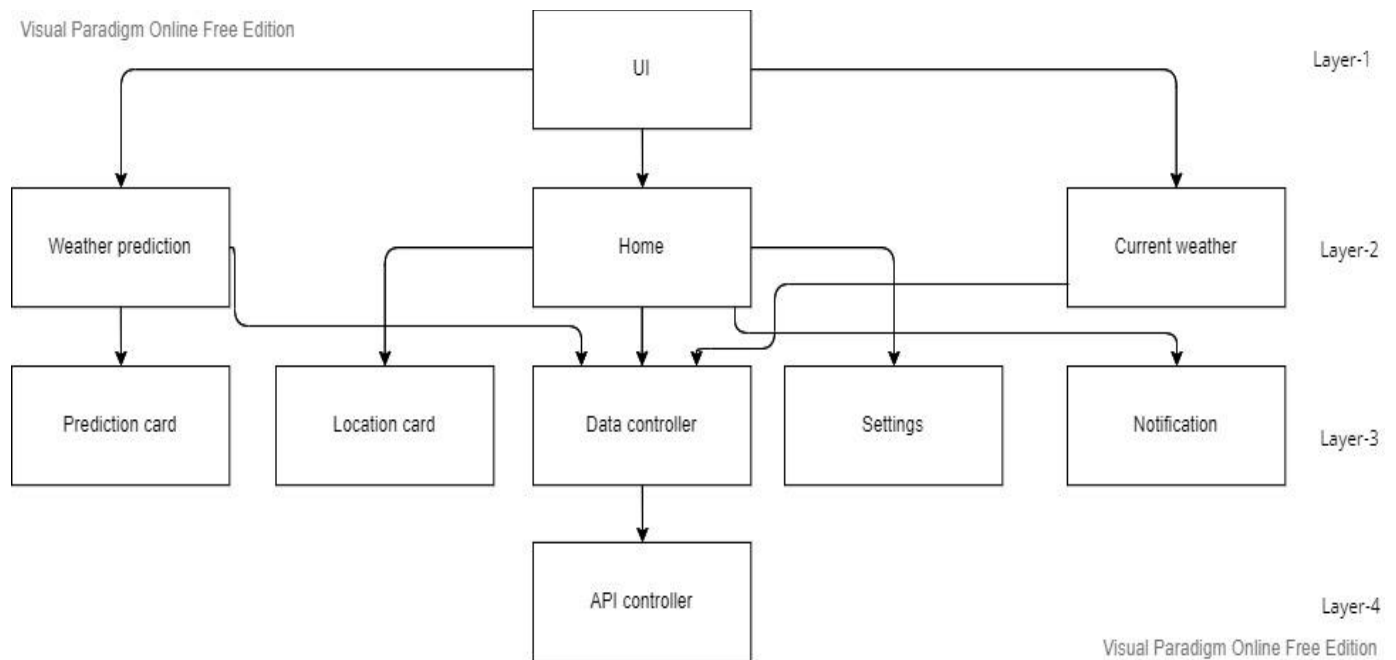 Visual Paradigm Online Free Edition
UI
Layer-1
Weather prediction
Home
Current weather
Layer-2
Prediction card
Location card
Data controller
Settings
Notification
Layer-3
API controller
Layer-4
Visual Paradigm Online Free Edition